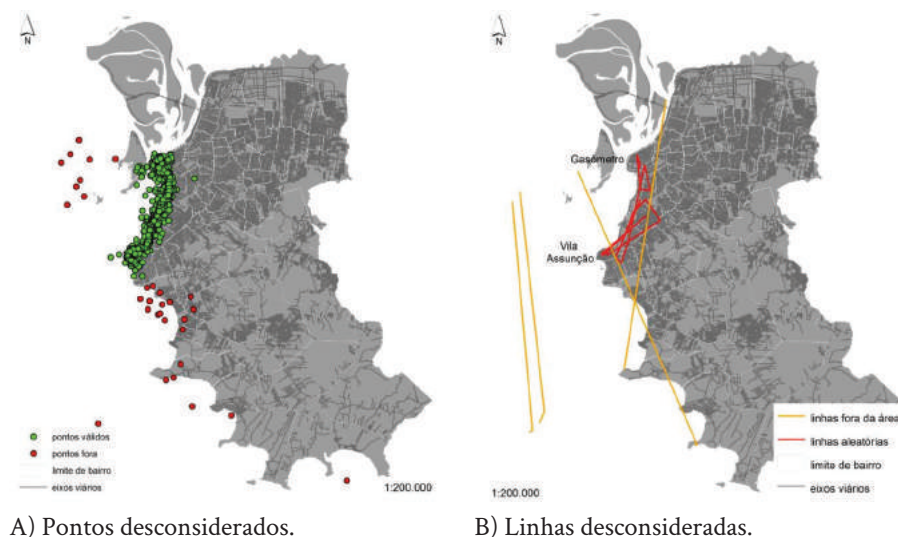 N
N
Gasômetro
Vila
Assunção
pontos válidos
pontos fora
limite de bairro
eixos viários
1:200.000
linhas fora da área
linhas aleatórias
limite de bairro
eixos viários
1:200.000
A) Pontos desconsiderados.
B) Linhas desconsideradas.